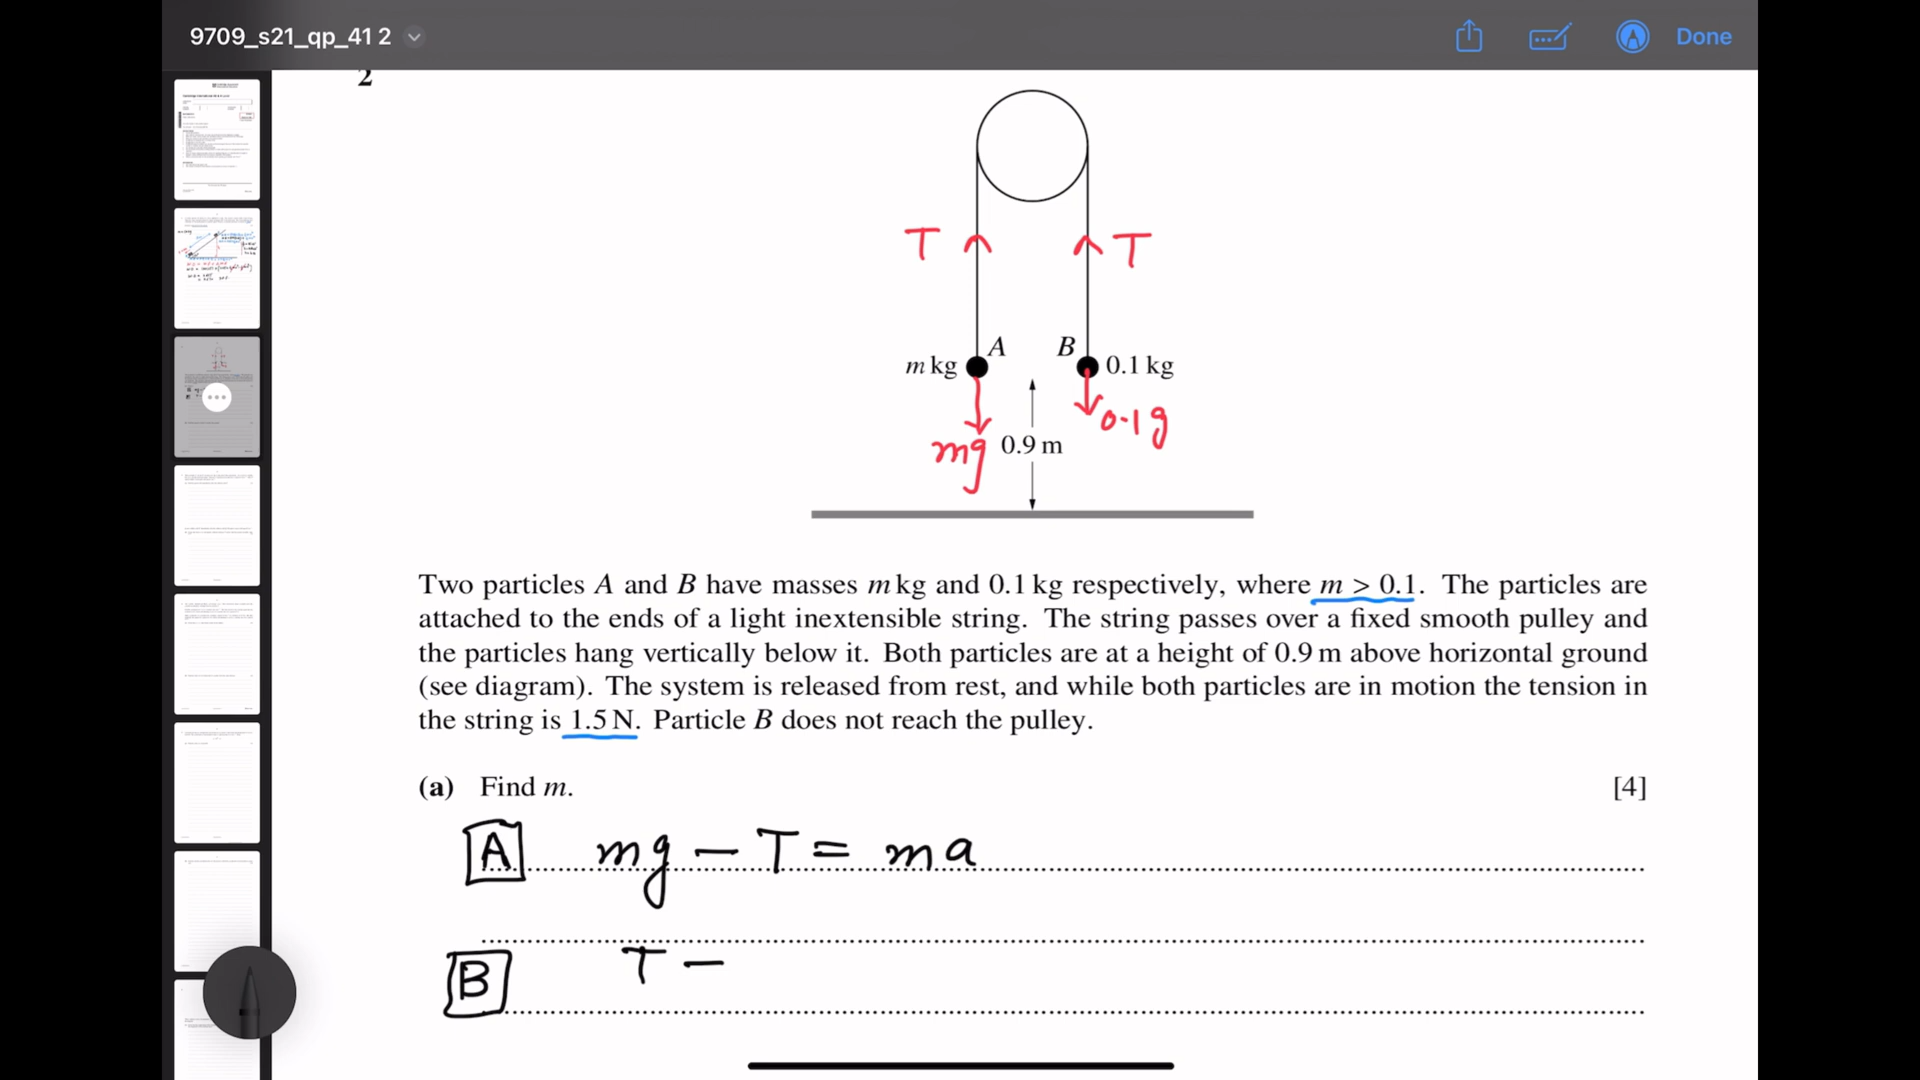 9709_s21_qp_41 2
Done
2
T
T
A
B
m kg
0.1 kg
mg
0.1g
0.9 m
Two particles A and B have masses m kg and 0.1 kg respectively, where m > 0.1. The particles are
attached to the ends of a light inextensible string. The string passes over a fixed smooth pulley and
the particles hang vertically below it. Both particles are at a height of 0.9 m above horizontal ground
(see diagram). The system is released from rest, and while both particles are in motion the tension in
the string is 1.5 N. Particle B does not reach the pulley.
(a) Find m. [4]
A mg − T = ma
B T −